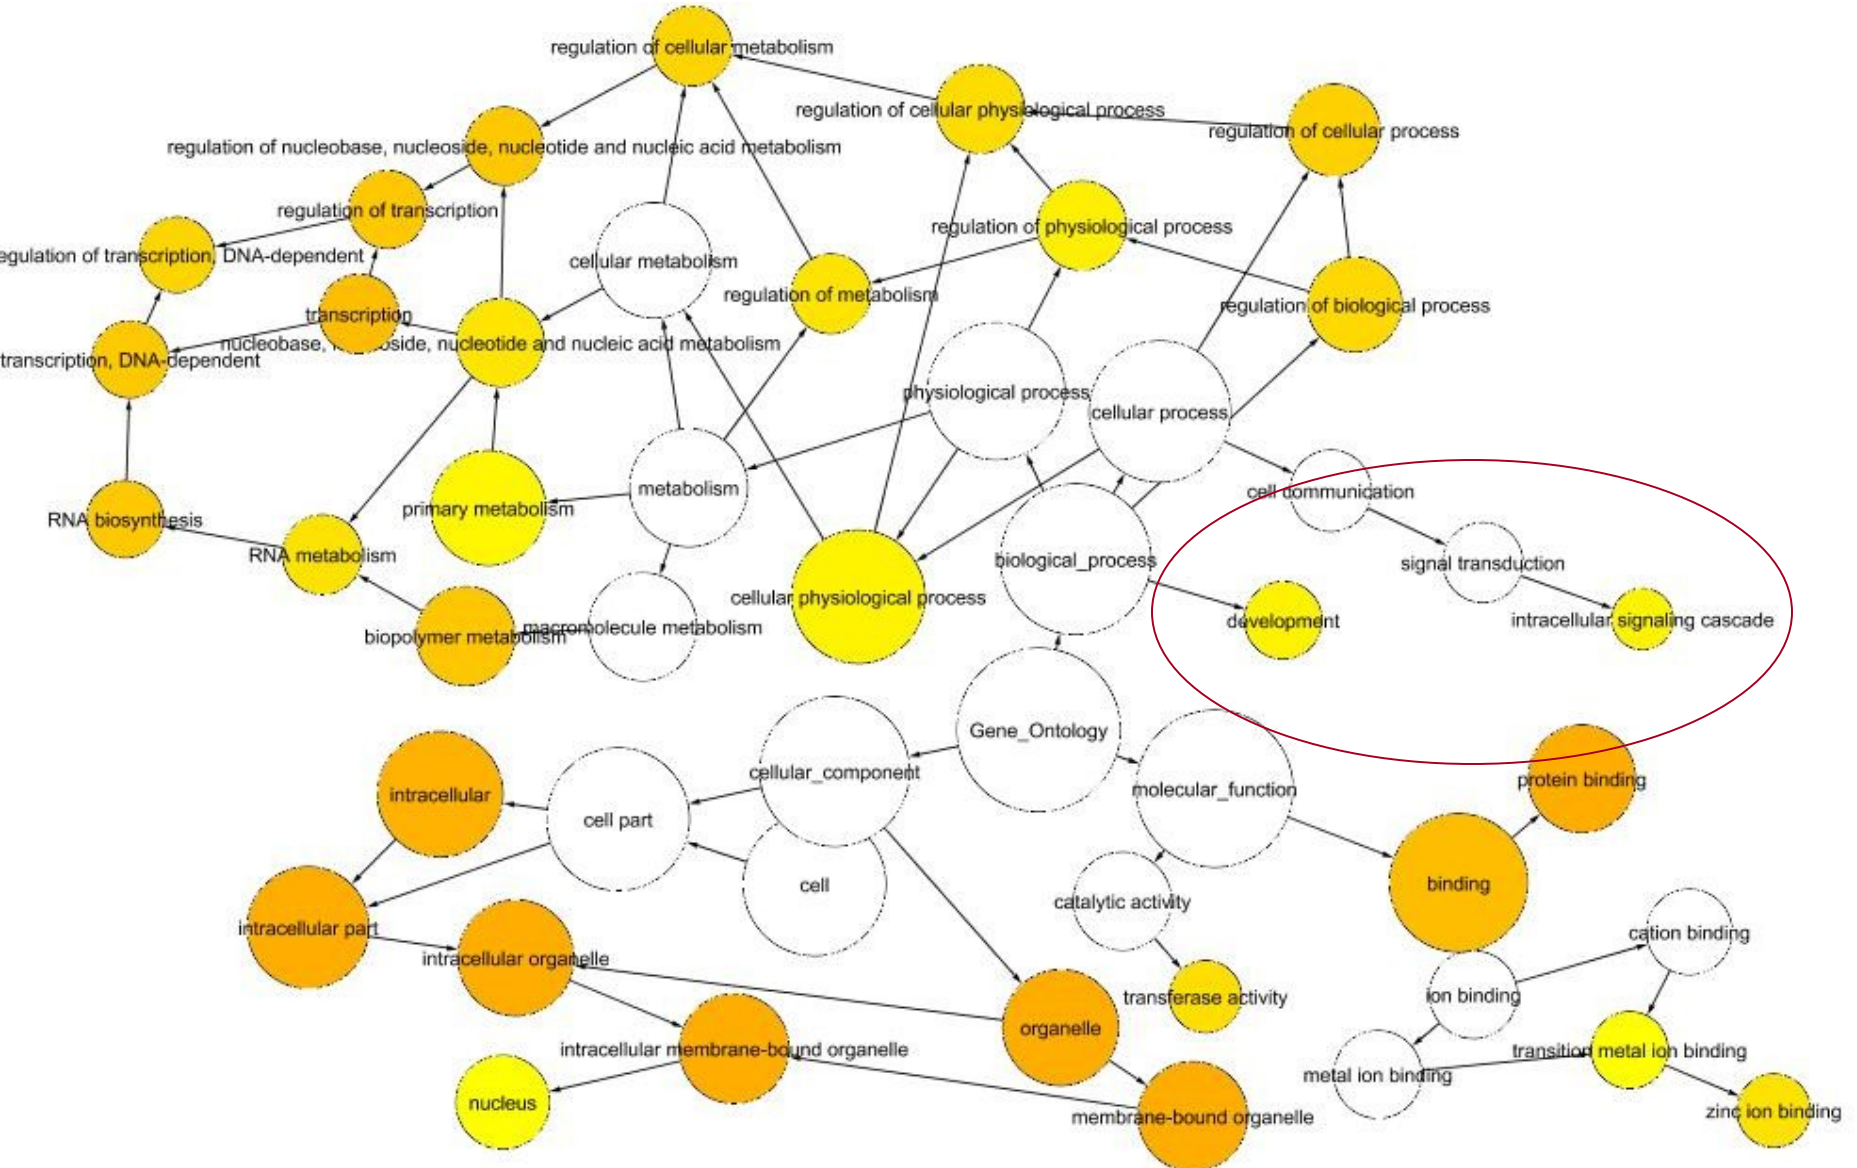 regulation of cellular metabolism
regulation of cellular physiological process
regulation of cellular process
regulation of nucleobase, nucleoside, nucleotide and nucleic acid metabolism
regulation of transcription
regulation of physiological process
egulation of transcription, DNA-dependent
cellular metabolism
regulation of metabolism
regulation of biological process
transcription
nucleobase, oside, nucleotide and nucleic acid metabolism
transcription, DNA-dependent
physiological process
cellular process
metabolism
cell communication
primary metabolism
RNA biosynthesis
RNA metabolism
biological_process
signal transduction
cellular physiological process
development
intracellular signaling cascade
biopolymer metabolism
macromolecule metabolism
Gene_Ontology
cellular_component
protein binding
molecular_function
intracellular
cell part
cell
binding
catalytic activity
intracellular part
cation binding
intracellular organelle
ion binding
transferase activity
organelle
intracellular membrane-bound organelle
transition metal ion binding
metal ion binding
nucleus
membrane-bound organelle
zinc ion binding